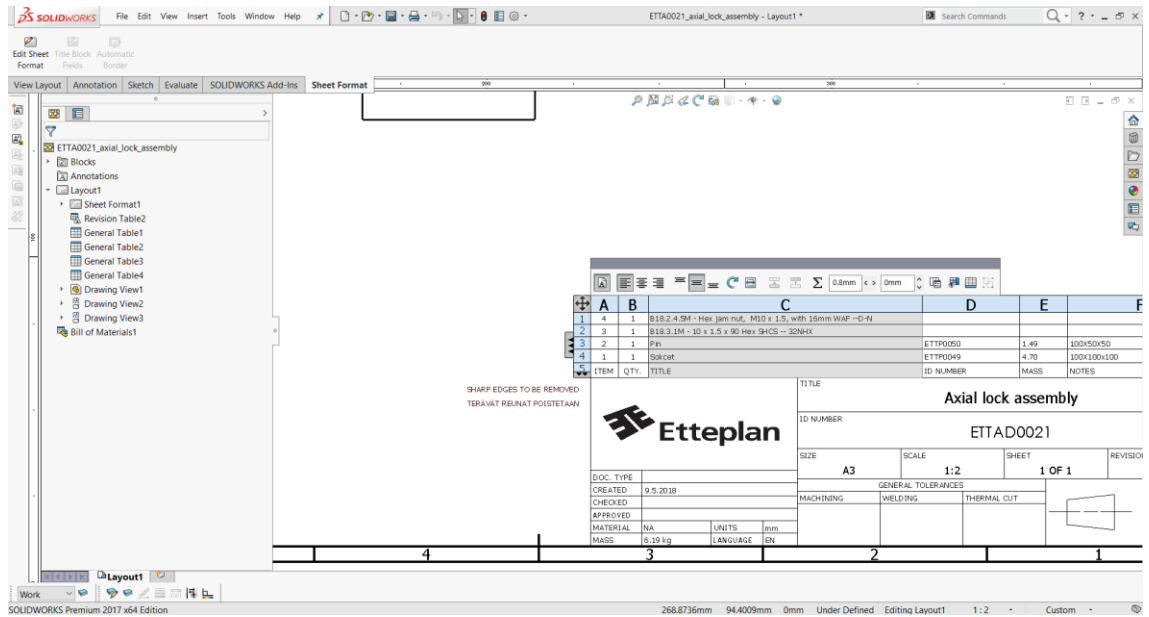 SOLIDWORKS File Edit View Insert Tools Window Help ETTA0021_axial_lock_assembly - Layout1 * Search Commands
Edit Sheet Format Title Block Fields Automatic Border
View Layout Annotation Sketch Evaluate SOLIDWORKS Add-Ins Sheet Format
200 300
ETTA0021_axial_lock_assembly
Blocks
Annotations
Layout1
Sheet Format1
Revision Table2
General Table1
General Table2
General Table3
General Table4
Drawing View1
Drawing View2
Drawing View3
Bill of Materials1
100
0.8mm 0mm
A B C D E F
1 4 1 B18.2.4.5M - Hex jam nut, M10 x 1.5, with 16mm WAF --D-N
2 3 1 B18.3.1M - 10 x 1.5 x 90 Hex SHCS -- 32NHX
3 2 1 Pin ETTP0050 1.49 100X50X50
4 1 1 Sokcet ETTP0049 4.70 100X100x100
5 ITEM QTY. TITLE ID NUMBER MASS NOTES
SHARP EDGES TO BE REMOVED
TERÄVÄT REUNAT POISTETAAN
Etteplan
TITLE
Axial lock assembly
ID NUMBER
ETTAD0021
SIZE SCALE SHEET REVISIO
A3 1:2 1 OF 1
GENERAL TOLERANCES
MACHINING WELDING THERMAL CUT
DOC. TYPE
CREATED 9.5.2018
CHECKED
APPROVED
MATERIAL NA UNITS mm
MASS 6.19 kg LANGUAGE EN
4 3 2 1
Layout1
Work
SOLIDWORKS Premium 2017 x64 Edition 268.8736mm 94.4009mm 0mm Under Defined Editing Layout1 1 : 2 Custom